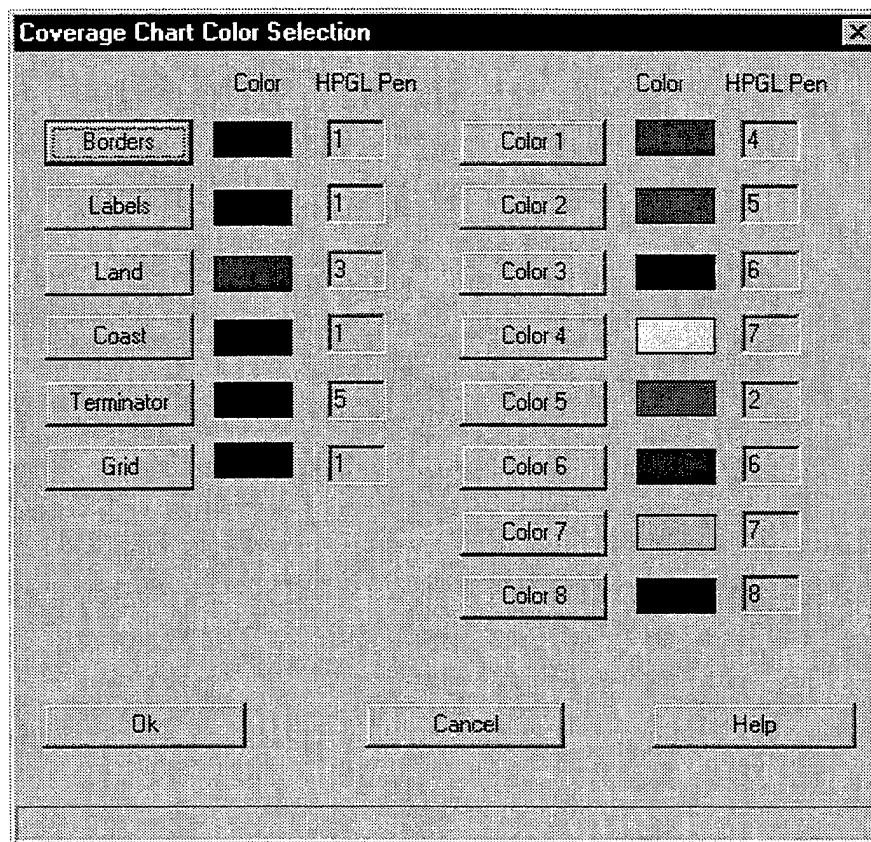 Coverage Chart Color Selection
Color HPGL Pen Color HPGL Pen
Borders 1 Color 1 4
Labels 1 Color 2 5
Land 3 Color 3 6
Coast 1 Color 4 7
Terminator 5 Color 5 2
Grid 1 Color 6 6
Color 7 7
Color 8 8
Ok Cancel Help